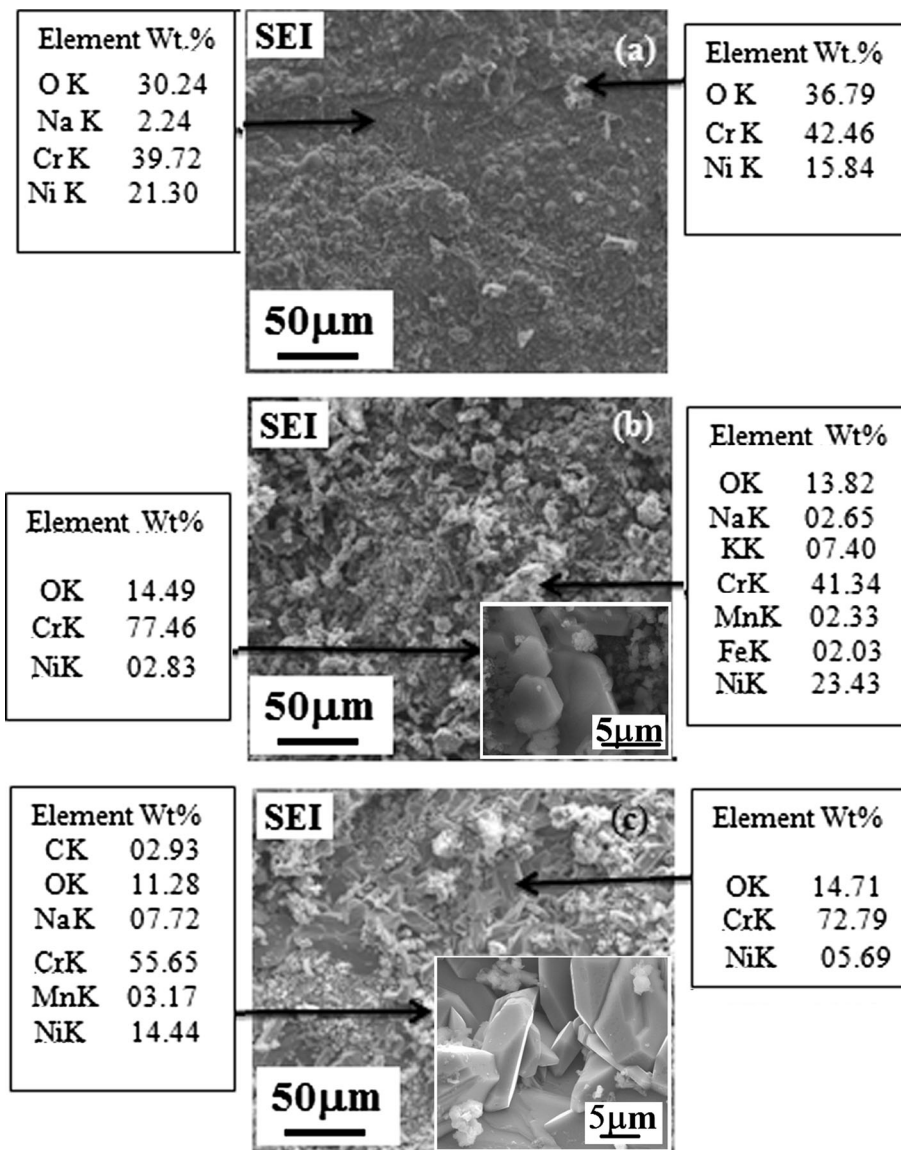 Element Wt.%
O K 30.24
Na K 2.24
Cr K 39.72
Ni K 21.30
SEI
(a)
50µm
Element Wt.%
O K 36.79
Cr K 42.46
Ni K 15.84
Element Wt%
OK 14.49
CrK 77.46
NiK 02.83
SEI
(b)
50µm
5µm
Element Wt%
OK 13.82
NaK 02.65
KK 07.40
CrK 41.34
MnK 02.33
FeK 02.03
NiK 23.43
Element Wt%
CK 02.93
OK 11.28
NaK 07.72
CrK 55.65
MnK 03.17
NiK 14.44
SEI
(c)
50µm
5µm
Element Wt%
OK 14.71
CrK 72.79
NiK 05.69